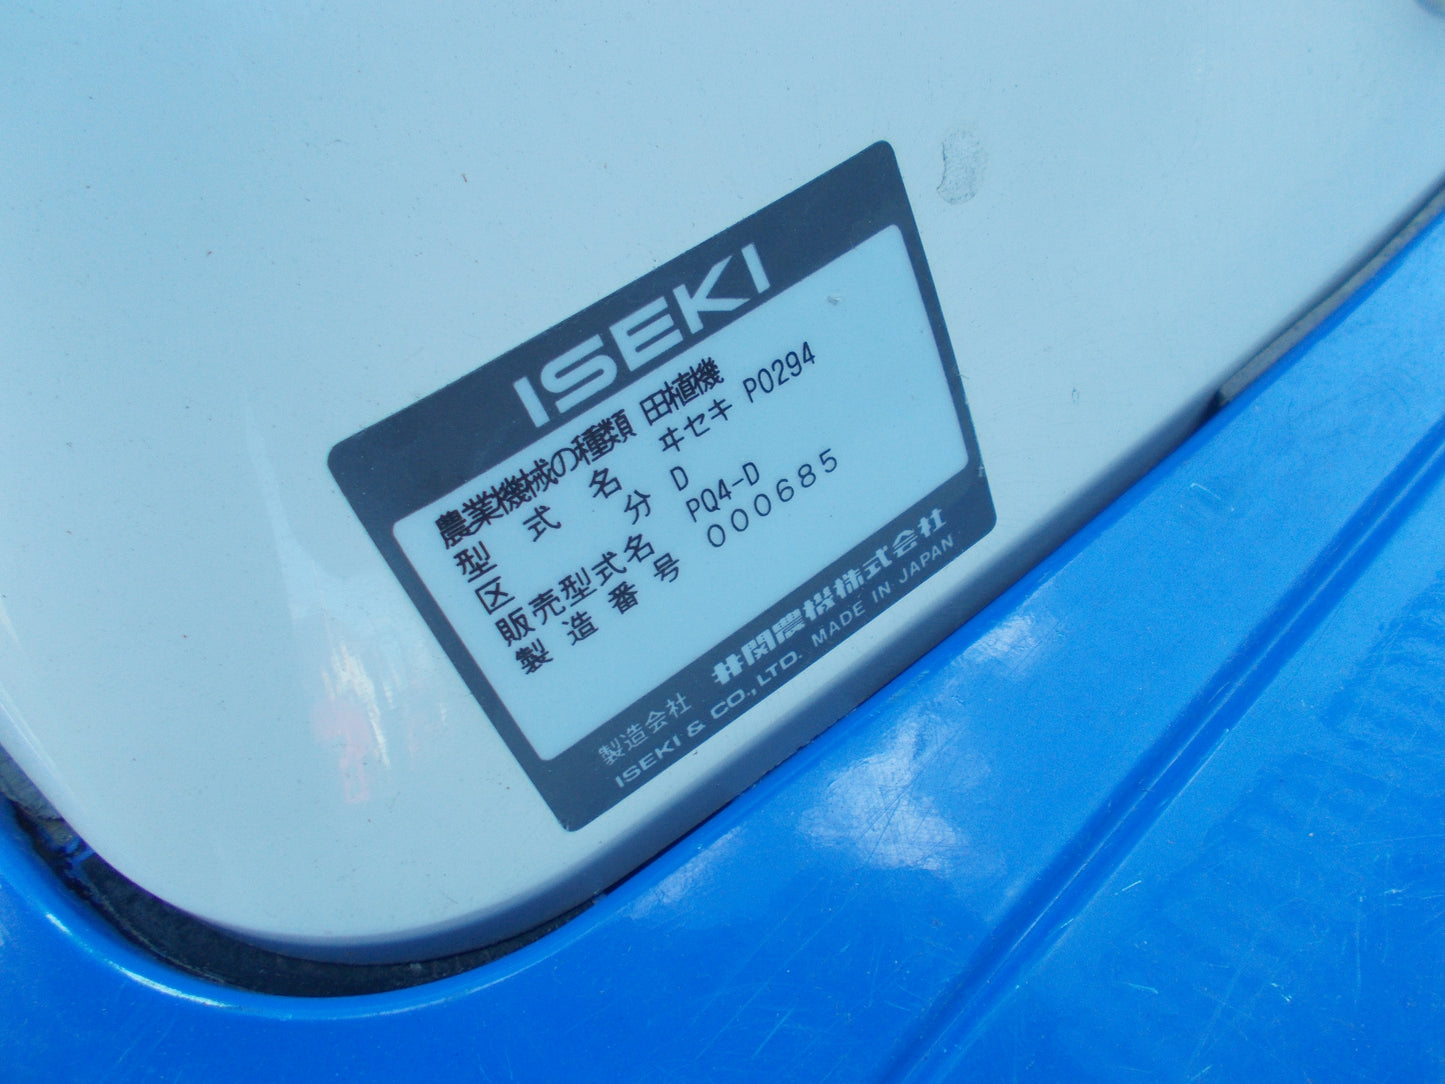 ISEKI
農業機械の種類 田植機
型式名 ヰセキ P0294
区分 D
販売型式名 PQ4-D
製造番号 000685
製造会社 井関農機株式会社
ISEKI & CO., LTD. MADE IN JAPAN